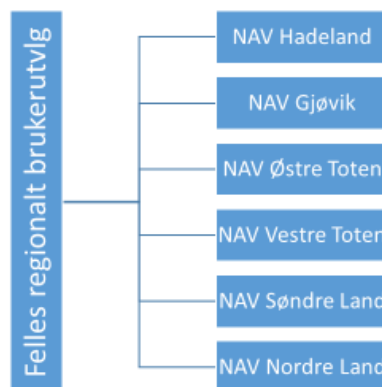 Felles regionalt brukerutvlg
NAV Hadeland
NAV Gjøvik
NAV Østre Toten
NAV Vestre Toten
NAV Søndre Land
NAV Nordre Land